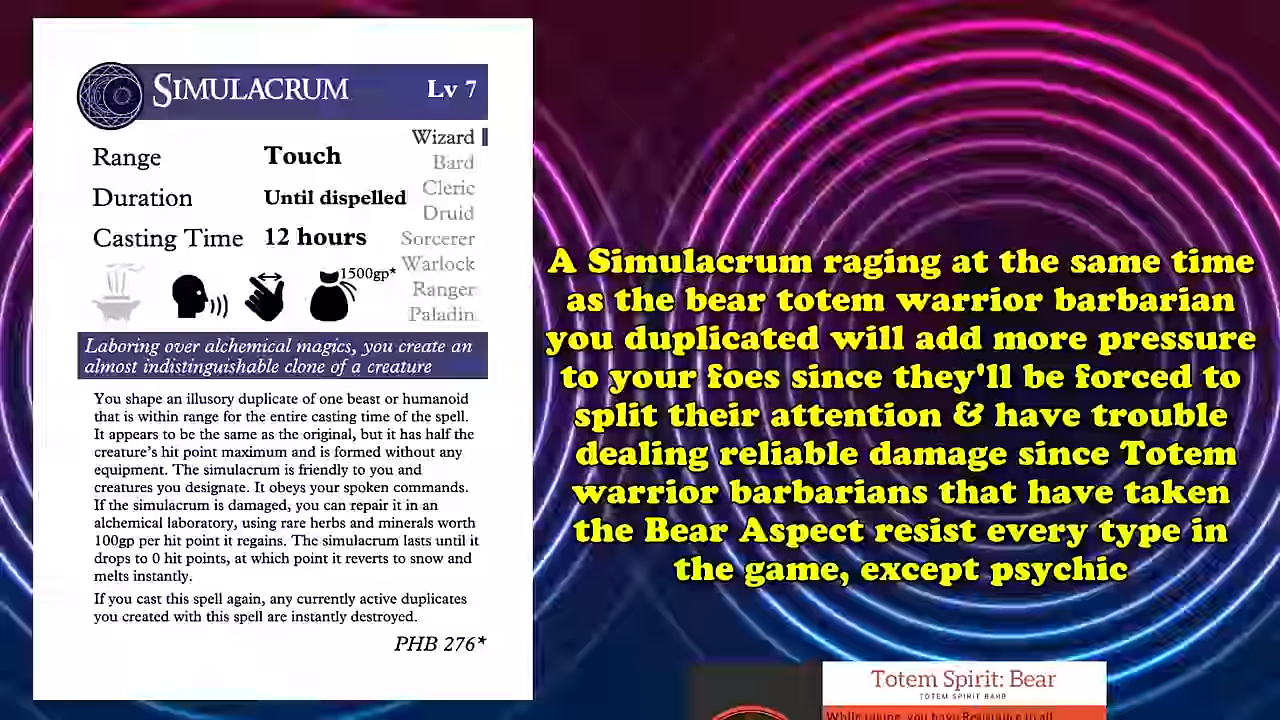 SIMULACRUM Lv 7
Range Touch
Duration Until dispelled
Casting Time 12 hours
1500gp*
Wizard
Bard
Cleric
Druid
Sorcerer
Warlock
Ranger
Paladin
Laboring over alchemical magics, you create an
almost indistinguishable clone of a creature
You shape an illusory duplicate of one beast or humanoid
that is within range for the entire casting time of the spell.
It appears to be the same as the original, but it has half the
creature's hit point maximum and is formed without any
equipment. The simulacrum is friendly to you and
creatures you designate. It obeys your spoken commands.
If the simulacrum is damaged, you can repair it in an
alchemical laboratory, using rare herbs and minerals worth
100gp per hit point it regains. The simulacrum lasts until it
drops to 0 hit points, at which point it reverts to snow and
melts instantly.
If you cast this spell again, any currently active duplicates
you created with this spell are instantly destroyed.
PHB 276*
A Simulacrum raging at the same time
as the bear totem warrior barbarian
you duplicated will add more pressure
to your foes since they'll be forced to
split their attention & have trouble
dealing reliable damage since Totem
warrior barbarians that have taken
the Bear Aspect resist every type in
the game, except psychic
Totem Spirit: Bear
TOTEM SPIRIT BARB
While raging, you have Resistance to all